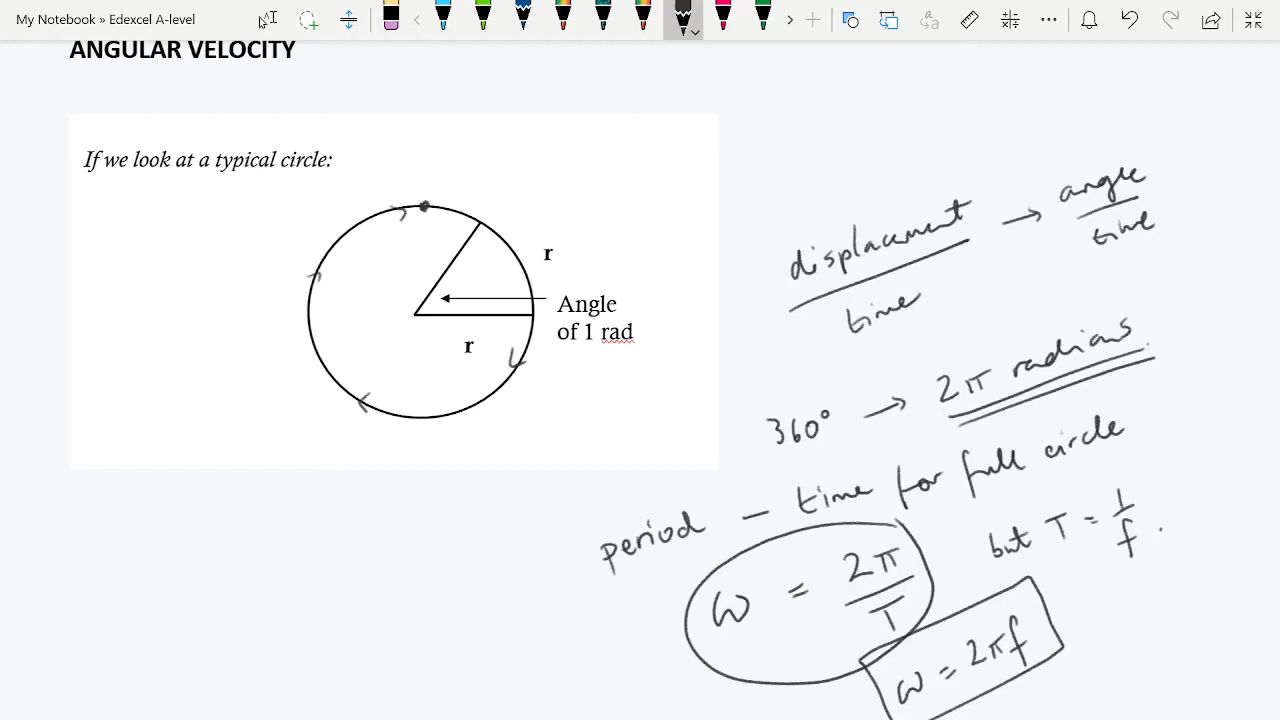 My Notebook » Edexcel A-level
ANGULAR VELOCITY
If we look at a typical circle:
r
Angle
of 1 rad
r
displacement
time
→ angle
time
360° → 2π radians
period – time for full circle
but T = 1/f.
ω = 2π/T
ω = 2πf